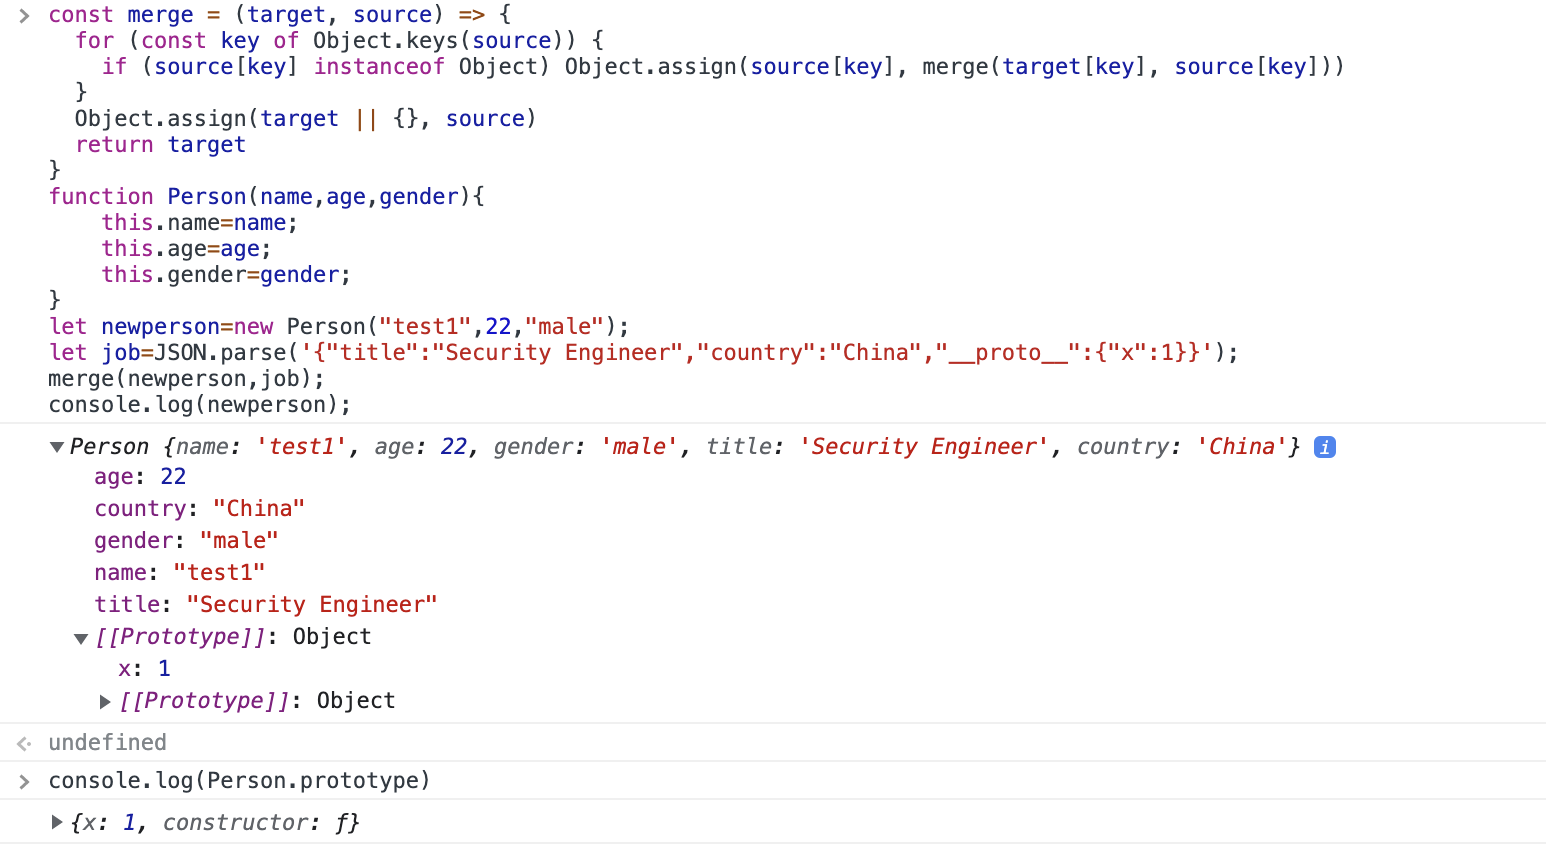 const merge = (target, source) => {
  for (const key of Object.keys(source)) {
    if (source[key] instanceof Object) Object.assign(source[key], merge(target[key], source[key]))
  }
  Object.assign(target || {}, source)
  return target
}
function Person(name,age,gender){
    this.name=name;
    this.age=age;
    this.gender=gender;
}
let newperson=new Person("test1",22,"male");
let job=JSON.parse('{"title":"Security Engineer","country":"China","__proto__":{"x":1}}');
merge(newperson,job);
console.log(newperson);
Person {name: 'test1', age: 22, gender: 'male', title: 'Security Engineer', country: 'China'} i
age: 22
country: "China"
gender: "male"
name: "test1"
title: "Security Engineer"
[[Prototype]]: Object
x: 1
[[Prototype]]: Object
undefined
console.log(Person.prototype)
{x: 1, constructor: ƒ}